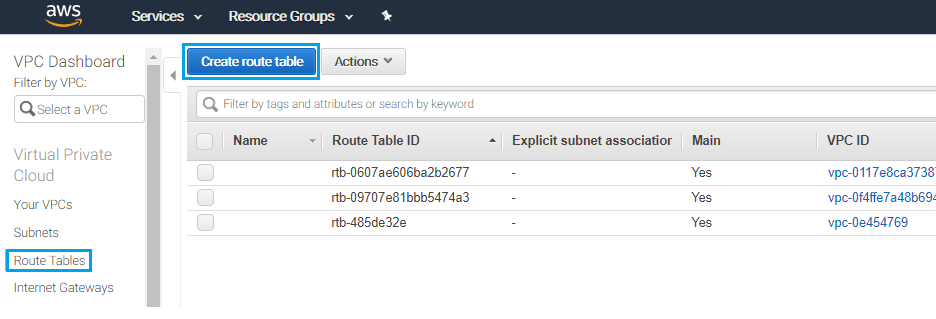 aws Services Resource Groups
VPC Dashboard
Filter by VPC:
Select a VPC
Virtual Private
Cloud
Your VPCs
Subnets
Route Tables
Internet Gateways
Create route table Actions
Filter by tags and attributes or search by keyword
Name Route Table ID Explicit subnet association Main VPC ID
rtb-0607ae606ba2b2677 - Yes vpc-0117e8ca3738
rtb-09707e81bbb5474a3 - Yes vpc-0f4ffe7a48b694
rtb-485de32e - Yes vpc-0e454769